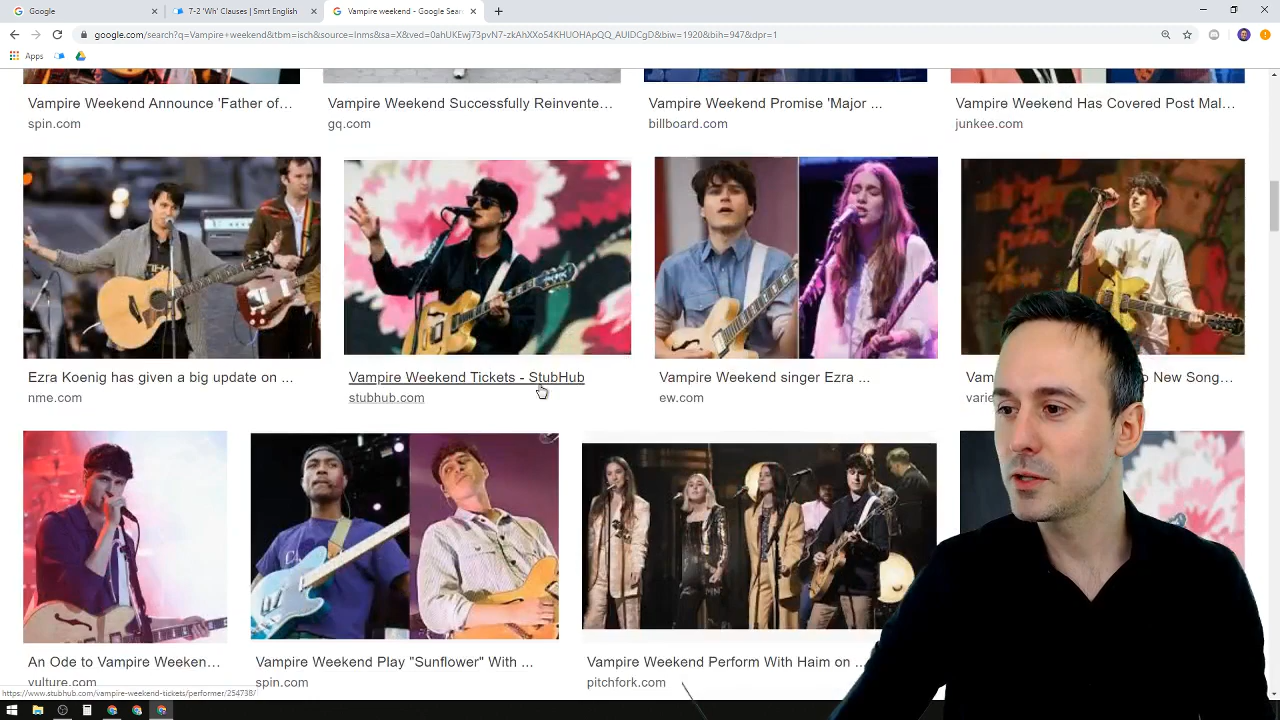 Google
7-2 'Wh' Clauses | Smrt English
Vampire weekend - Google Sear
google.com/search?q=Vampire+weekend&tbm=isch&source=lnms&sa=X&ved=0ahUKEwj73pvN7-zkAhXXo54KHUOHApQQ_AUIDCgD&biw=1920&bih=947&dpr=1
Apps
Vampire Weekend Announce 'Father of...
Vampire Weekend Successfully Reinvente...
Vampire Weekend Promise 'Major ...
Vampire Weekend Has Covered Post Mal...
spin.com
gq.com
billboard.com
junkee.com
Ezra Koenig has given a big update on ...
Vampire Weekend Tickets - StubHub
Vampire Weekend singer Ezra ...
New Song...
nme.com
stubhub.com
ew.com
An Ode to Vampire Weeken...
Vampire Weekend Play "Sunflower" With ...
Vampire Weekend Perform With Haim on ...
vulture.com
spin.com
pitchfork.com
https://www.stubhub.com/vampire-weekend-tickets/performer/254738/